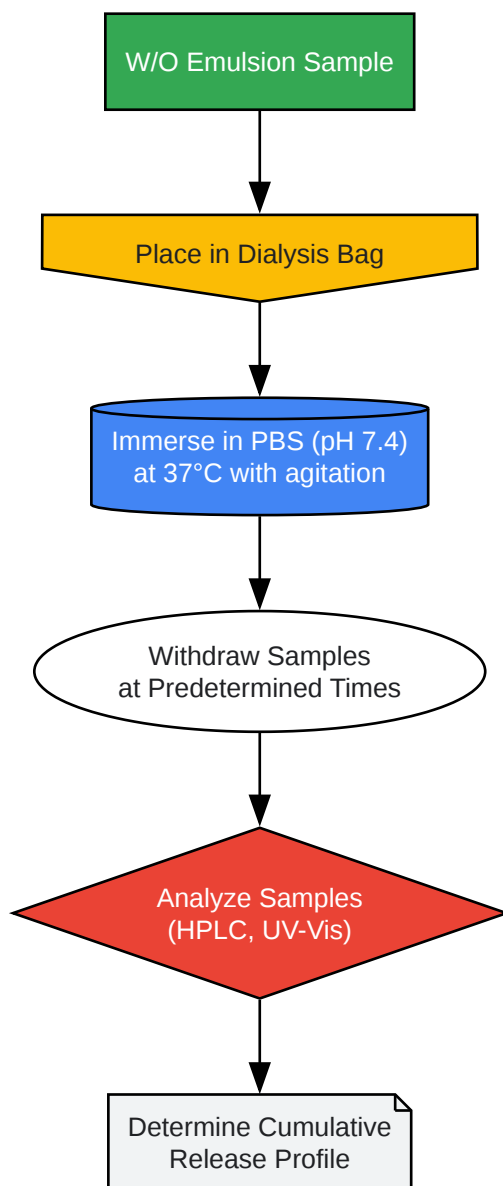 W/O Emulsion Sample
Place in Dialysis Bag
Immerse in PBS (pH 7.4)
at 37°C with agitation
Withdraw Samples
at Predetermined Times
Analyze Samples
(HPLC, UV-Vis)
Determine Cumulative
Release Profile